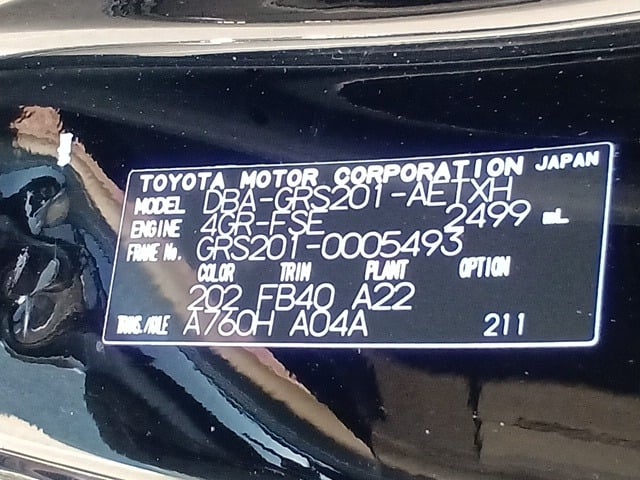 TOYOTA MOTOR CORPORATION JAPAN
MODEL DBA-GRS201-AETXH
ENGINE 4GR-FSE 2499 mL
FRAME No. GRS201-0005493
COLOR TRIM PLANT OPTION
202 FB40 A22
TRANS./AXLE A760H A04A 211